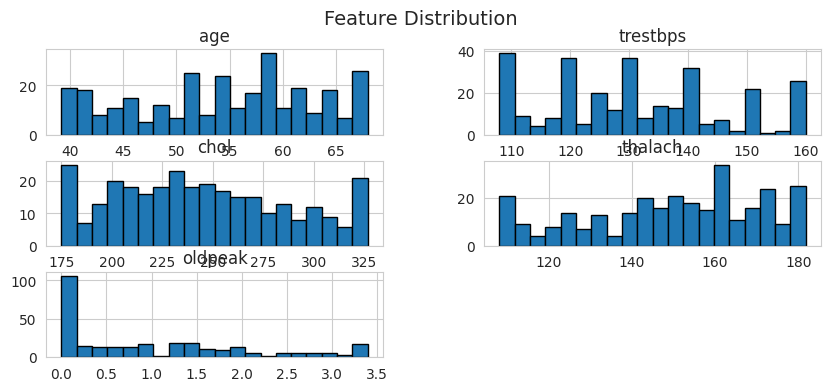 Feature Distribution
age
trestbps
20
0
40 45 50 55 60 65
40
20
0
110 120 130 140 150 160
chol
thalach
20
10
0
175 200 225 250 275 300 325
20
0
120 140 160 180
oldpeak
100
50
0
0.0 0.5 1.0 1.5 2.0 2.5 3.0 3.5